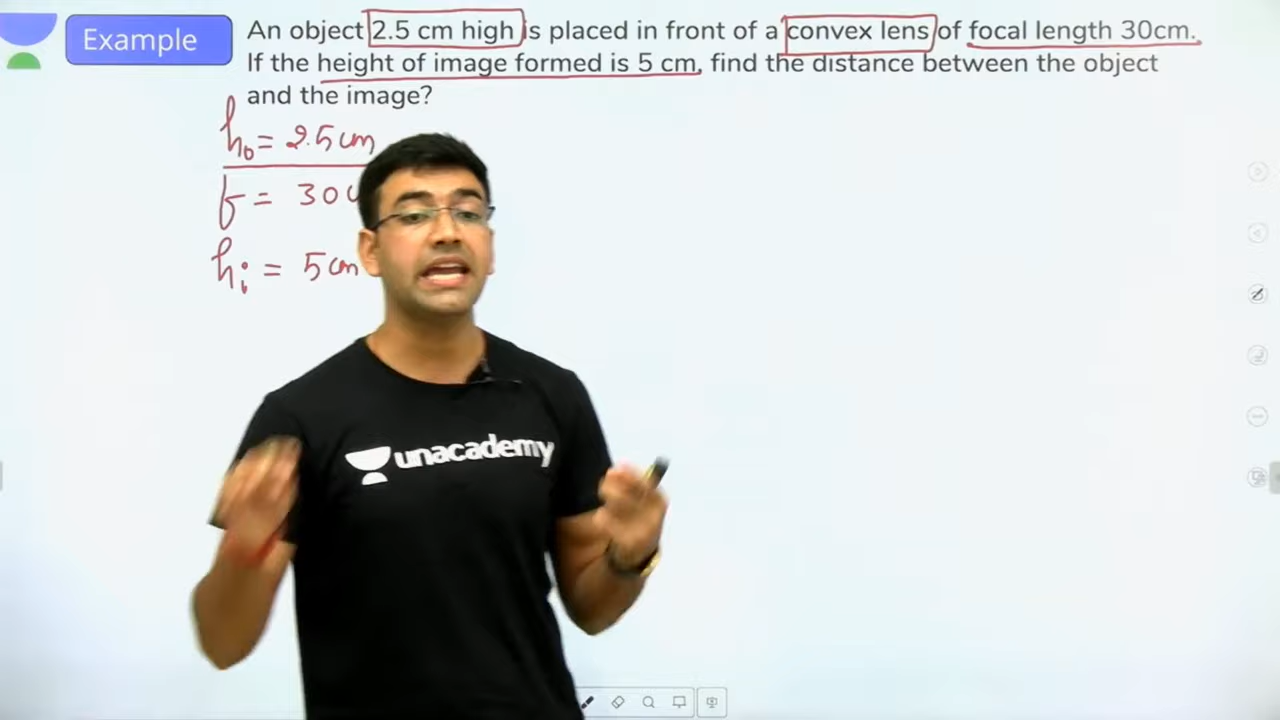 Example
An object 2.5 cm high is placed in front of a convex lens of focal length 30cm.
If the height of image formed is 5 cm, find the distance between the object
and the image?
h₀ = 2.5 cm
f = 30
hᵢ = 5 cm
unacademy